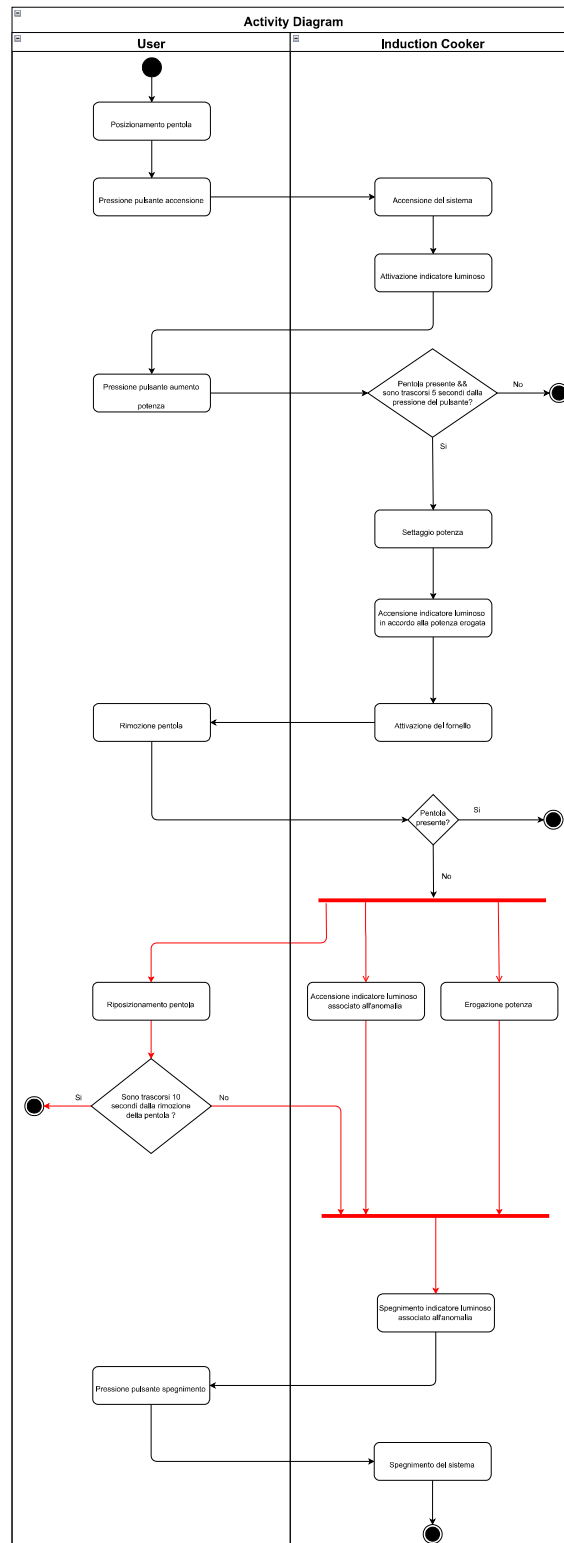 Activity Diagram
User
Induction Cooker
Posizionamento pentola
Pressione pulsante accensione
Accensione del sistema
Attivazione indicatore luminoso
Pressione pulsante aumento
potenza
Pentola presente &&
sono trascorsi 5 secondi dalla
pressione del pulsante?
No
Si
Settaggio potenza
Accensione indicatore luminoso
in accordo alla potenza erogata
Attivazione del fornello
Rimozione pentola
Pentola
presente?
Si
No
Riposizionamento pentola
Accensione indicatore luminoso
associato all'anomalia
Erogazione potenza
Sono trascorsi 10
secondi dalla rimozione
della pentola ?
Si
No
Spegnimento indicatore luminoso
associato all'anomalia
Pressione pulsante spegnimento
Spegnimento del sistema